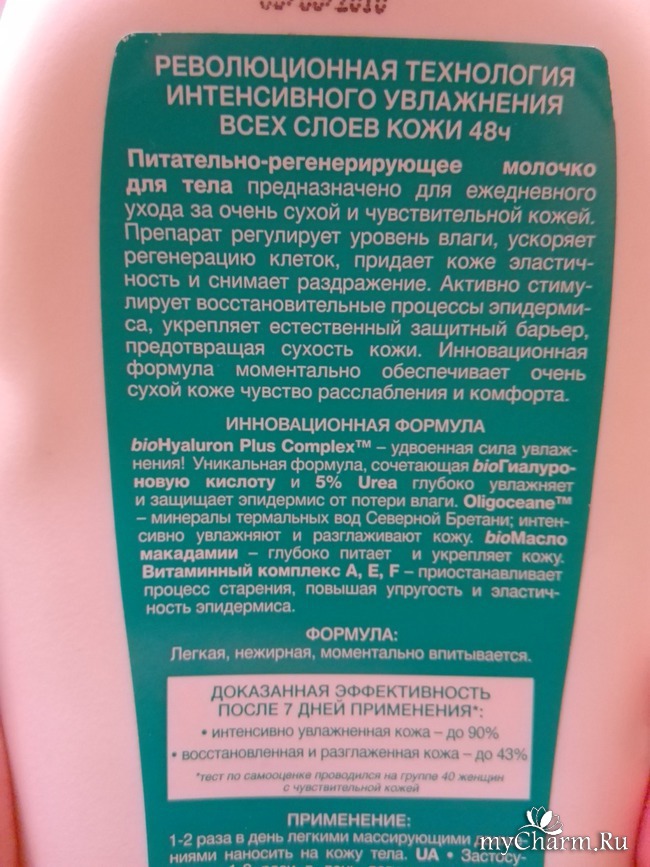 РЕВОЛЮЦИОННАЯ ТЕХНОЛОГИЯ
ИНТЕНСИВНОГО УВЛАЖНЕНИЯ
ВСЕХ СЛОЕВ КОЖИ 48ч
Питательно-регенерирующее молочко
для тела предназначено для ежедневного
ухода за очень сухой и чувствительной кожей.
Препарат регулирует уровень влаги, ускоряет
регенерацию клеток, придает коже эластич-
ность и снимает раздражение. Активно стиму-
лирует восстановительные процессы эпидерми-
са, укрепляет естественный защитный барьер,
предотвращая сухость кожи. Инновационная
формула моментально обеспечивает очень
сухой коже чувство расслабления и комфорта.
ИННОВАЦИОННАЯ ФОРМУЛА
bioHyaluron Plus Complex™ – удвоенная сила увлаж-
нения! Уникальная формула, сочетающая bioГиалуро-
новую кислоту и 5% Urea глубоко увлажняет
и защищает эпидермис от потери влаги. Oligoceane™
– минералы термальных вод Северной Бретани; интен-
сивно увлажняют и разглаживают кожу. bioМасло
макадамии – глубоко питает и укрепляет кожу.
Витаминный комплекс А, Е, F – приостанавливает
процесс старения, повышая упругость и эластич-
ность эпидермиса.
ФОРМУЛА:
Легкая, нежирная, моментально впитывается.
ДОКАЗАННАЯ ЭФФЕКТИВНОСТЬ
ПОСЛЕ 7 ДНЕЙ ПРИМЕНЕНИЯ*:
• интенсивно увлажненная кожа – до 90%
• восстановленная и разглаженная кожа – до 43%
*тест по самооценке проводился на группе 40 женщин
с чувствительной кожей
ПРИМЕНЕНИЕ:
1-2 раза в день легкими массирующими
ниями наносить на кожу тела. UA • Застосу-
myCharm.Ru